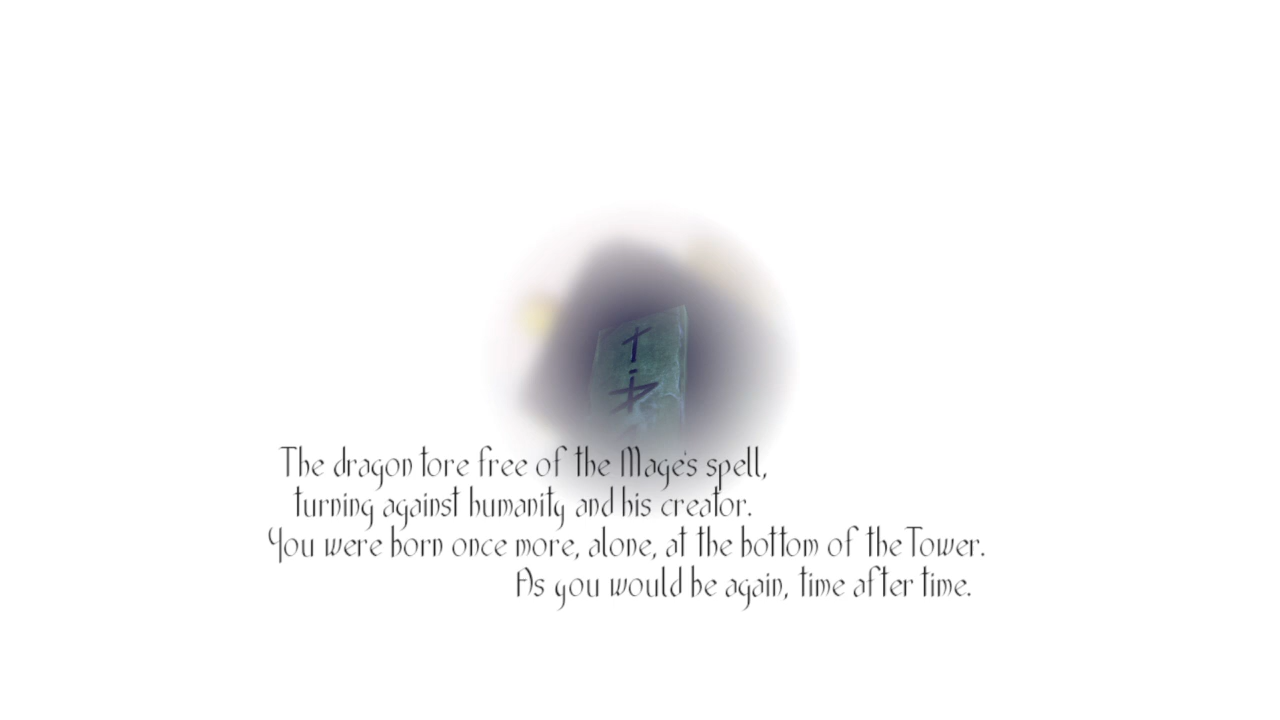 The dragon tore free of the Mage's spell,
turning against humanity and his creator.
You were born once more, alone, at the bottom of the Tower.
As you would be again, time after time.